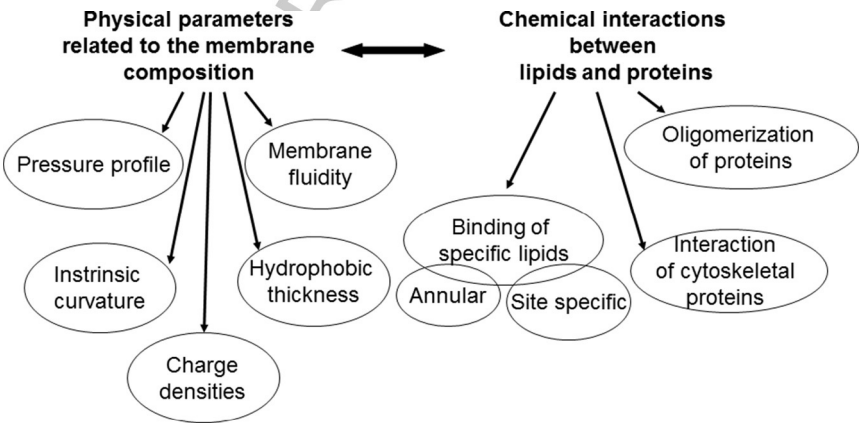 Physical parameters
related to the membrane
composition
Chemical interactions
between
lipids and proteins
Pressure profile
Membrane
fluidity
Instrinsic
curvature
Hydrophobic
thickness
Charge
densities
Oligomerization
of proteins
Binding of
specific lipids
Annular
Site specific
Interaction
of cytoskeletal
proteins